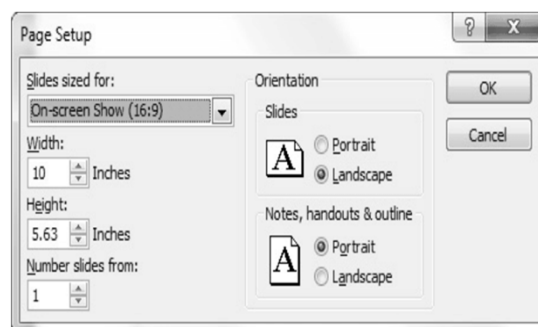 Page Setup
? X
Slides sized for:
On-screen Show (16:9)
Width:
10 Inches
Height:
5.63 Inches
Number slides from:
1
Orientation
Slides
A
Portrait
Landscape
Notes, handouts & outline
A
Portrait
Landscape
OK
Cancel